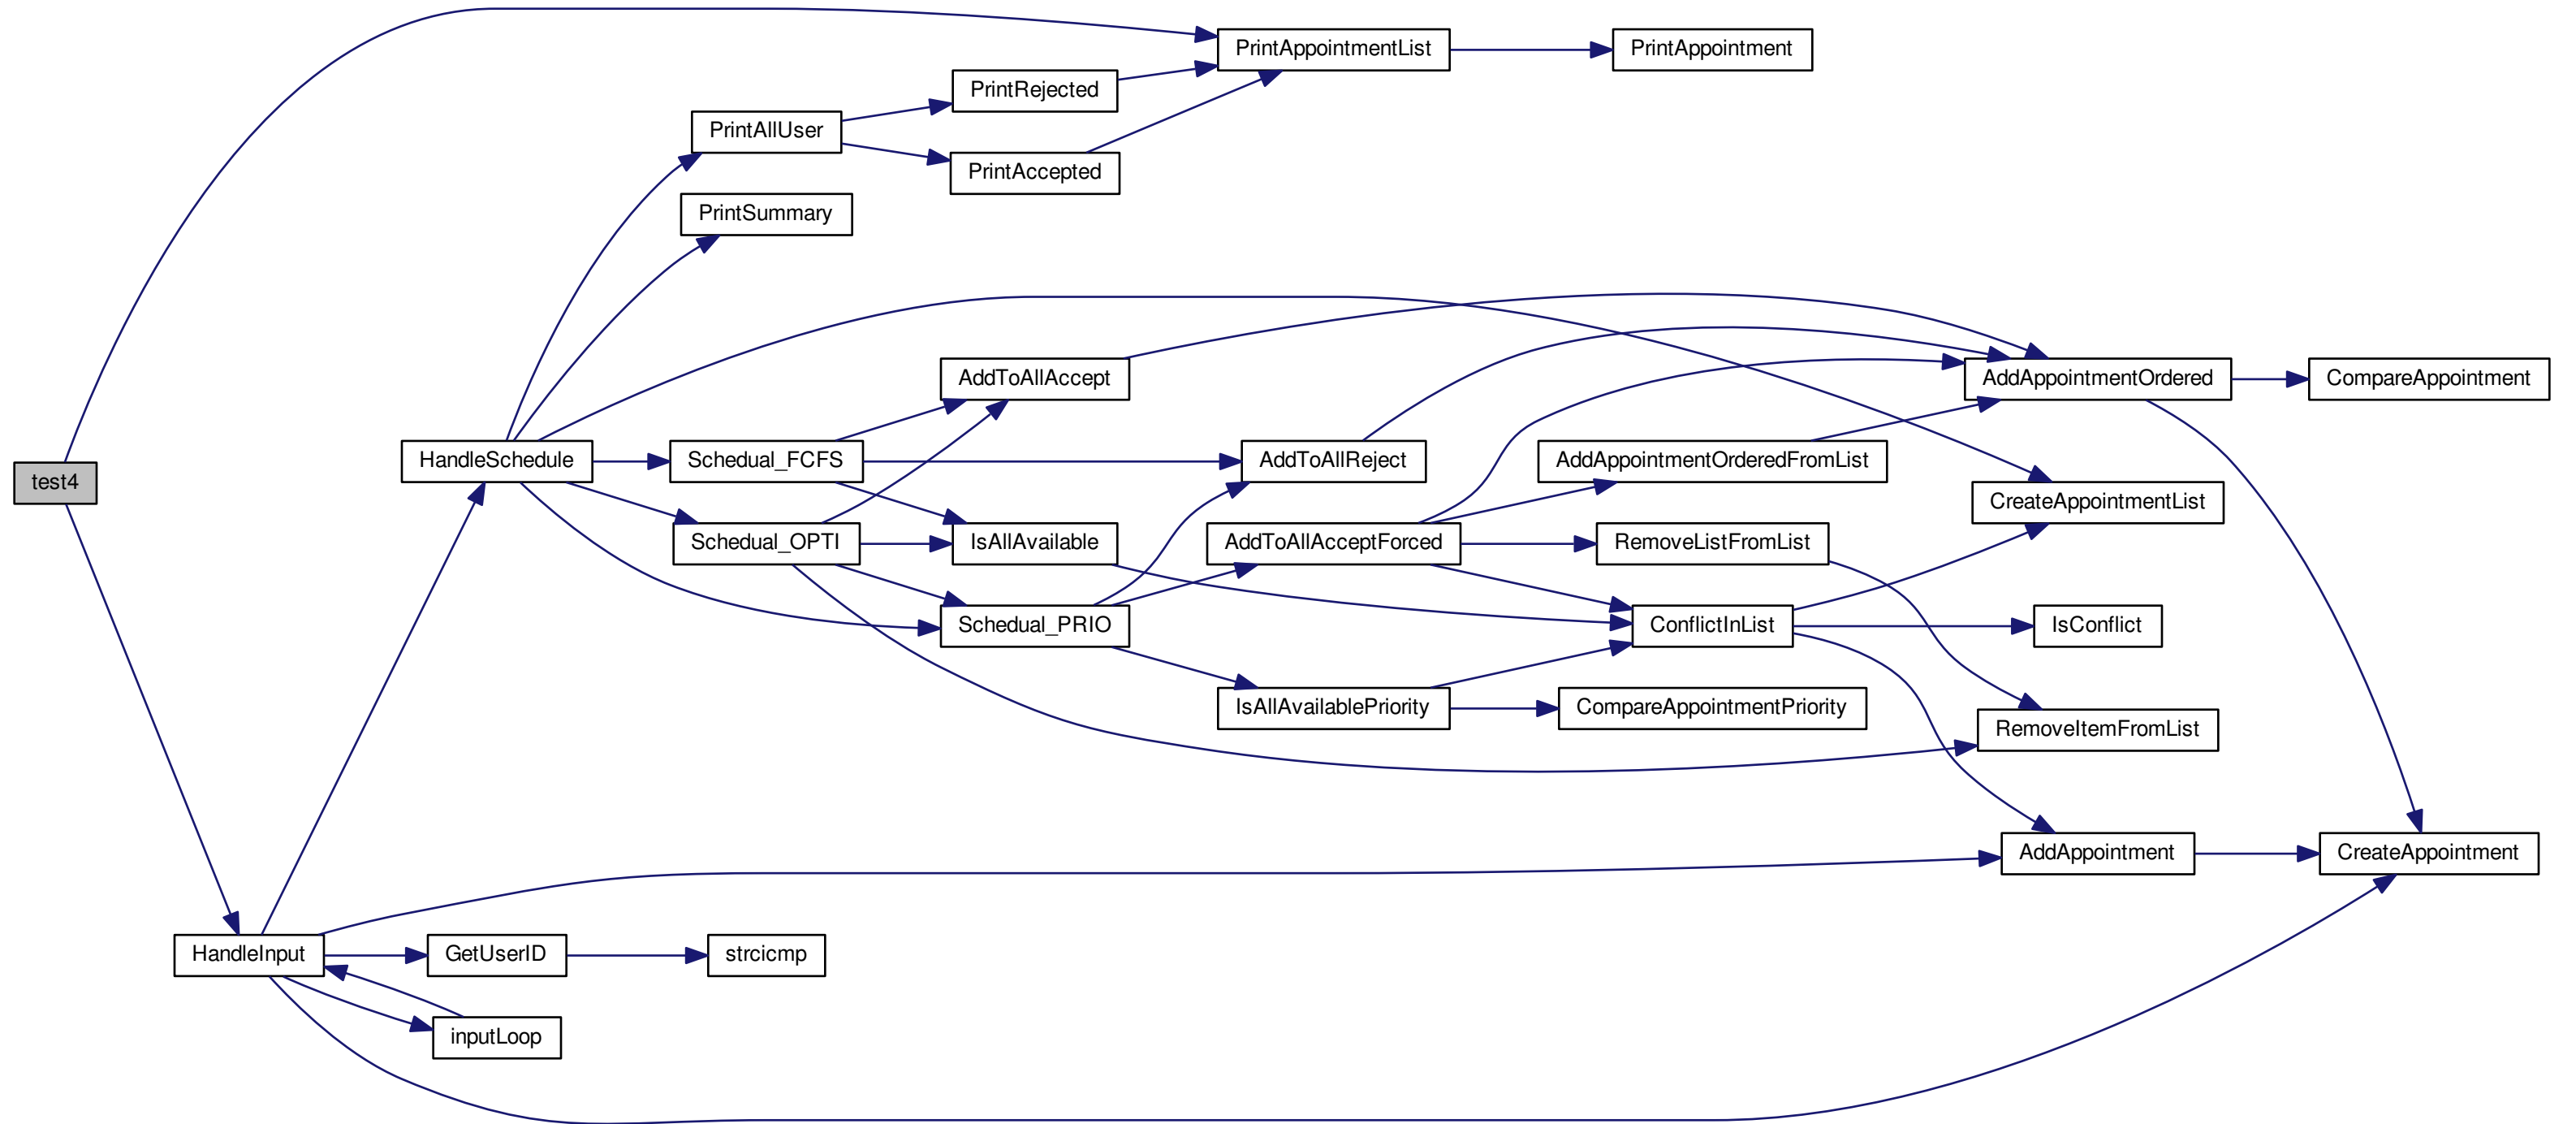 PrintAppointmentList
PrintAppointment
PrintRejected
PrintAllUser
PrintAccepted
PrintSummary
AddToAllAccept
AddAppointmentOrdered
CompareAppointment
HandleSchedule
Schedual_FCFS
AddToAllReject
AddAppointmentOrderedFromList
test4
CreateAppointmentList
Schedual_OPTI
IsAllAvailable
AddToAllAcceptForced
RemoveListFromList
Schedual_PRIO
ConflictInList
IsConflict
IsAllAvailablePriority
CompareAppointmentPriority
RemoveItemFromList
AddAppointment
CreateAppointment
HandleInput
GetUserID
strcicmp
inputLoop